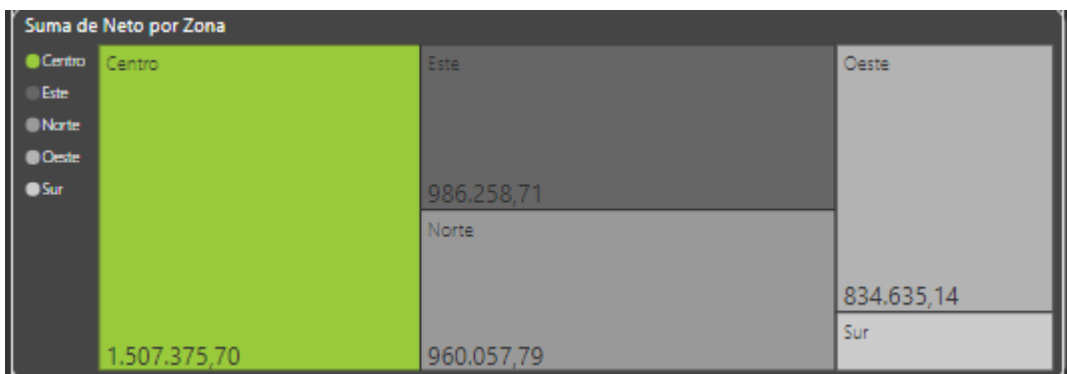 Suma de Neto por Zona
Centro
Este
Norte
Oeste
Sur
Centro
1.507.375,70
Este
986.258,71
Norte
960.057,79
Oeste
834.635,14
Sur